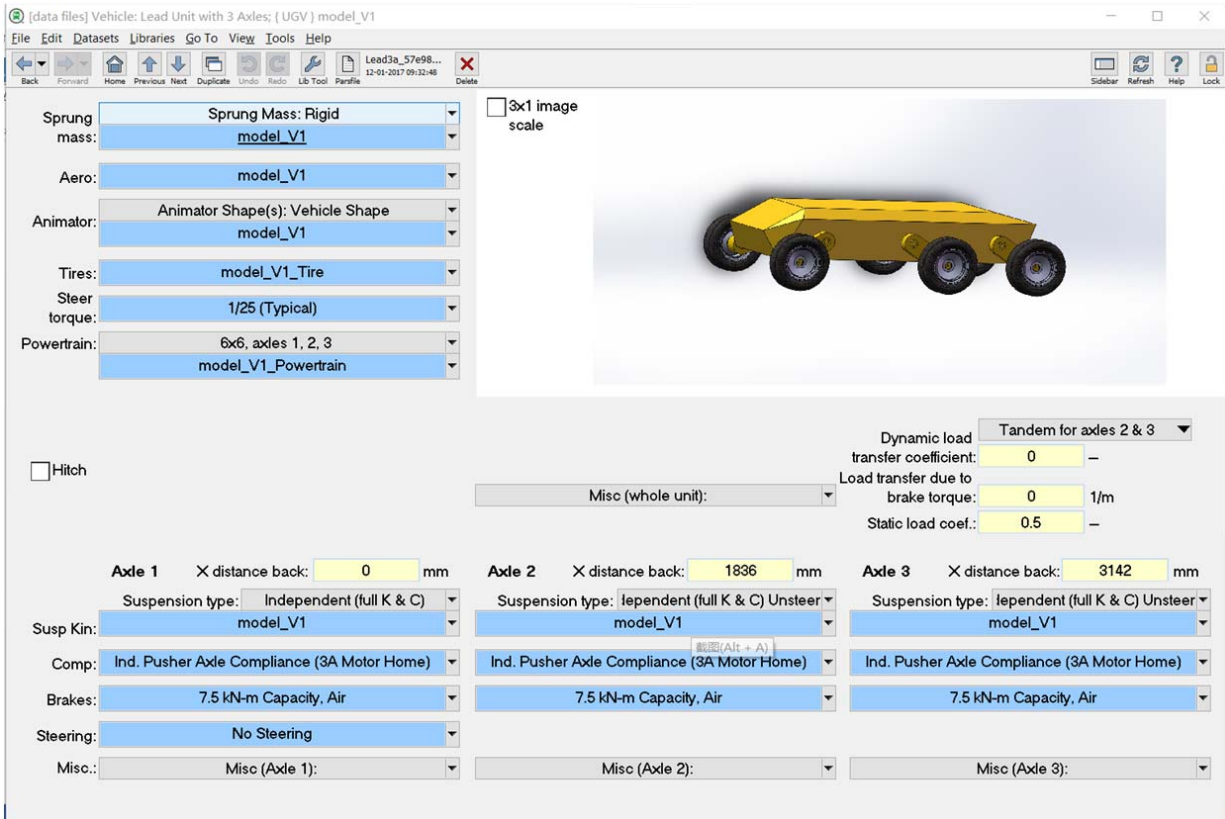 [data files] Vehicle: Lead Unit with 3 Axles; { UGV } model_V1
File Edit Datasets Libraries Go To View Tools Help
Back Forward Home Previous Next Duplicate Undo Redo Lib Tool Parsfile Lead3a_57e98... 12-01-2017 09:32:48 Delete Sidebar Refresh Help Lock
Sprung mass: Sprung Mass: Rigid
model_V1
Aero: model_V1
Animator: Animator Shape(s): Vehicle Shape
model_V1
Tires: model_V1_Tire
Steer torque: 1/25 (Typical)
Powertrain: 6x6, axles 1, 2, 3
model_V1_Powertrain
3x1 image scale
Hitch
Misc (whole unit):
Tandem for axles 2 & 3
Dynamic load transfer coefficient: 0 –
Load transfer due to brake torque: 0 1/m
Static load coef.: 0.5 –
Axle 1 X distance back: 0 mm
Axle 2 X distance back: 1836 mm
Axle 3 X distance back: 3142 mm
Suspension type: Independent (full K & C)
Suspension type: lependent (full K & C) Unsteer
Suspension type: lependent (full K & C) Unsteer
Susp Kin: model_V1 model_V1 model_V1
截图(Alt + A)
Comp: Ind. Pusher Axle Compliance (3A Motor Home) Ind. Pusher Axle Compliance (3A Motor Home) Ind. Pusher Axle Compliance (3A Motor Home)
Brakes: 7.5 kN-m Capacity, Air 7.5 kN-m Capacity, Air 7.5 kN-m Capacity, Air
Steering: No Steering
Misc.: Misc (Axle 1): Misc (Axle 2): Misc (Axle 3):